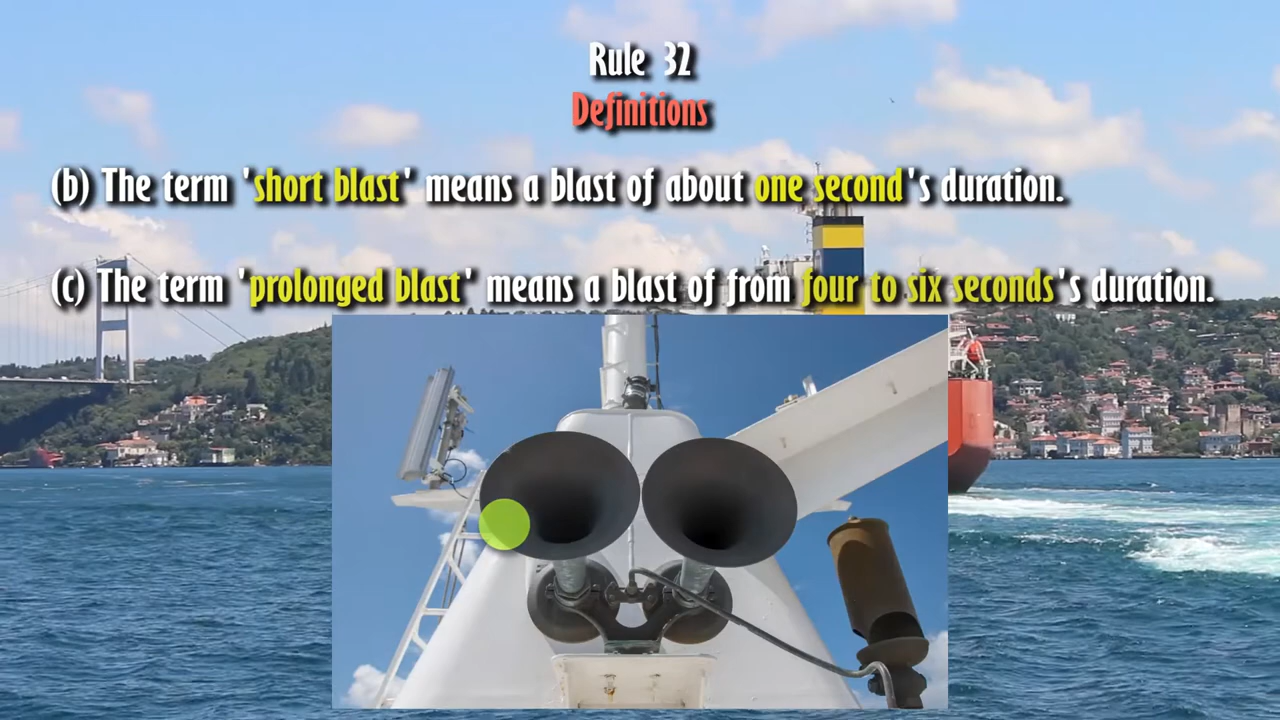 Rule 32
Definitions
(b) The term 'short blast' means a blast of about one second's duration.
(c) The term 'prolonged blast' means a blast of from four to six seconds's duration.